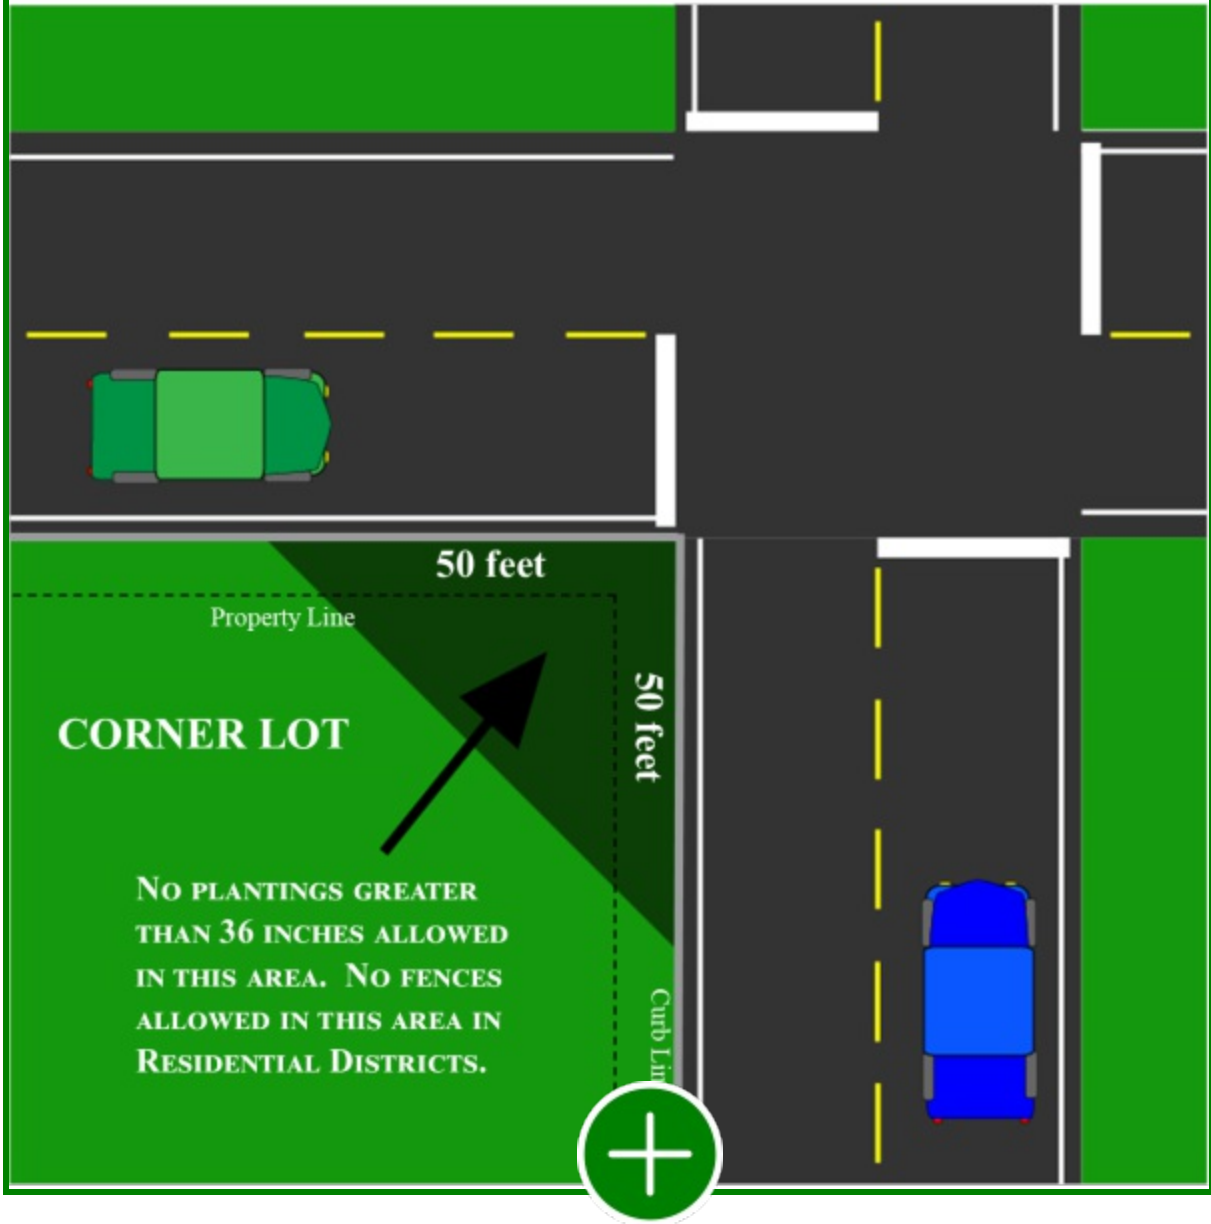 50 feet
Property Line
50 feet
CORNER LOT
No plantings greater
than 36 inches allowed
in this area. No fences
allowed in this area in
Residential Districts.
Curb